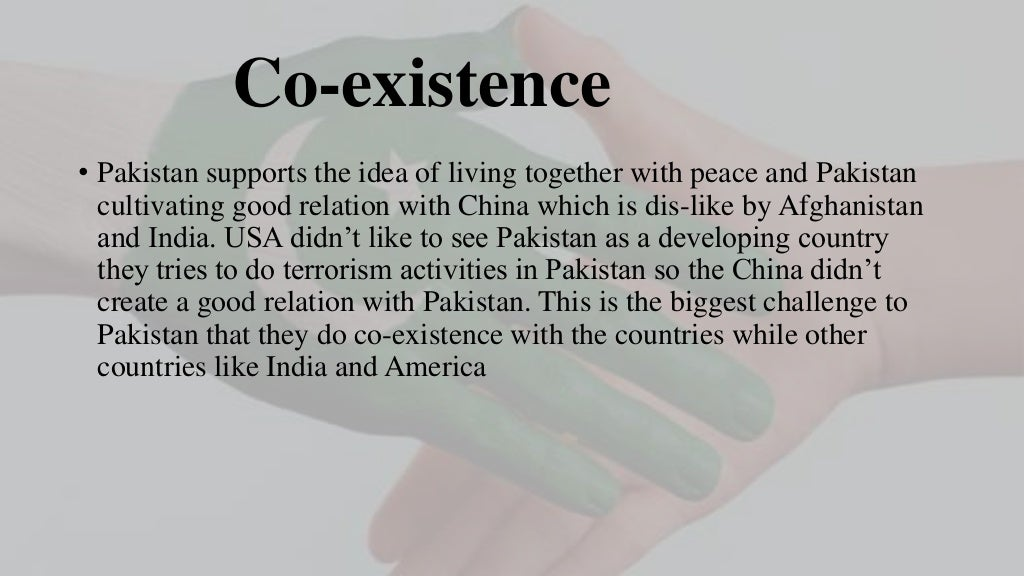 Co-existence
• Pakistan supports the idea of living together with peace and Pakistan
cultivating good relation with China which is dis-like by Afghanistan
and India. USA didn’t like to see Pakistan as a developing country
they tries to do terrorism activities in Pakistan so the China didn’t
create a good relation with Pakistan. This is the biggest challenge to
Pakistan that they do co-existence with the countries while other
countries like India and America